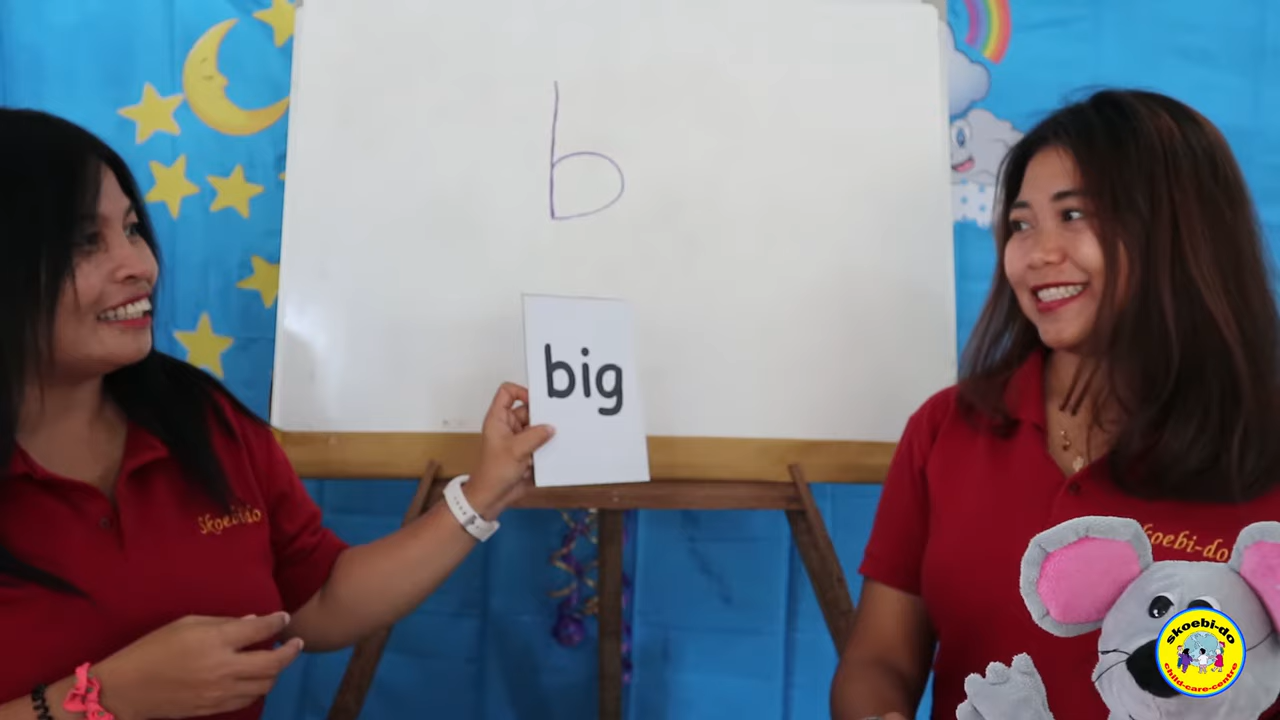 b
big
Skoebi-do
koebi-do
skoebi-do
child-care-centre